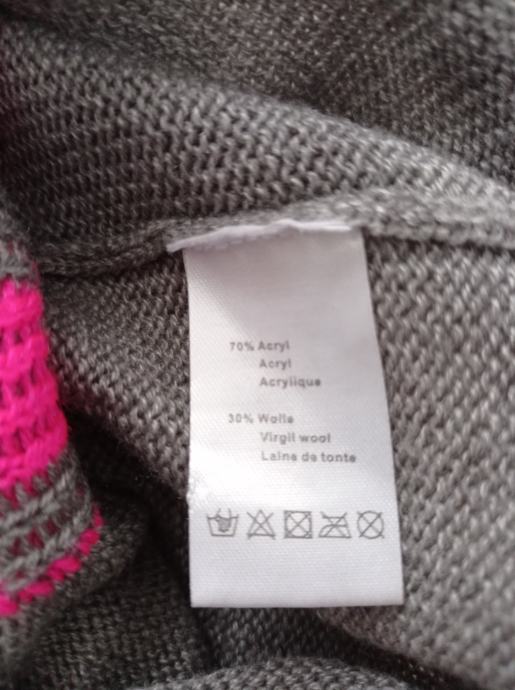 70% Acryl
Acryl
Acrylique
30% Wolle
Virgil wool
Laine de tonte